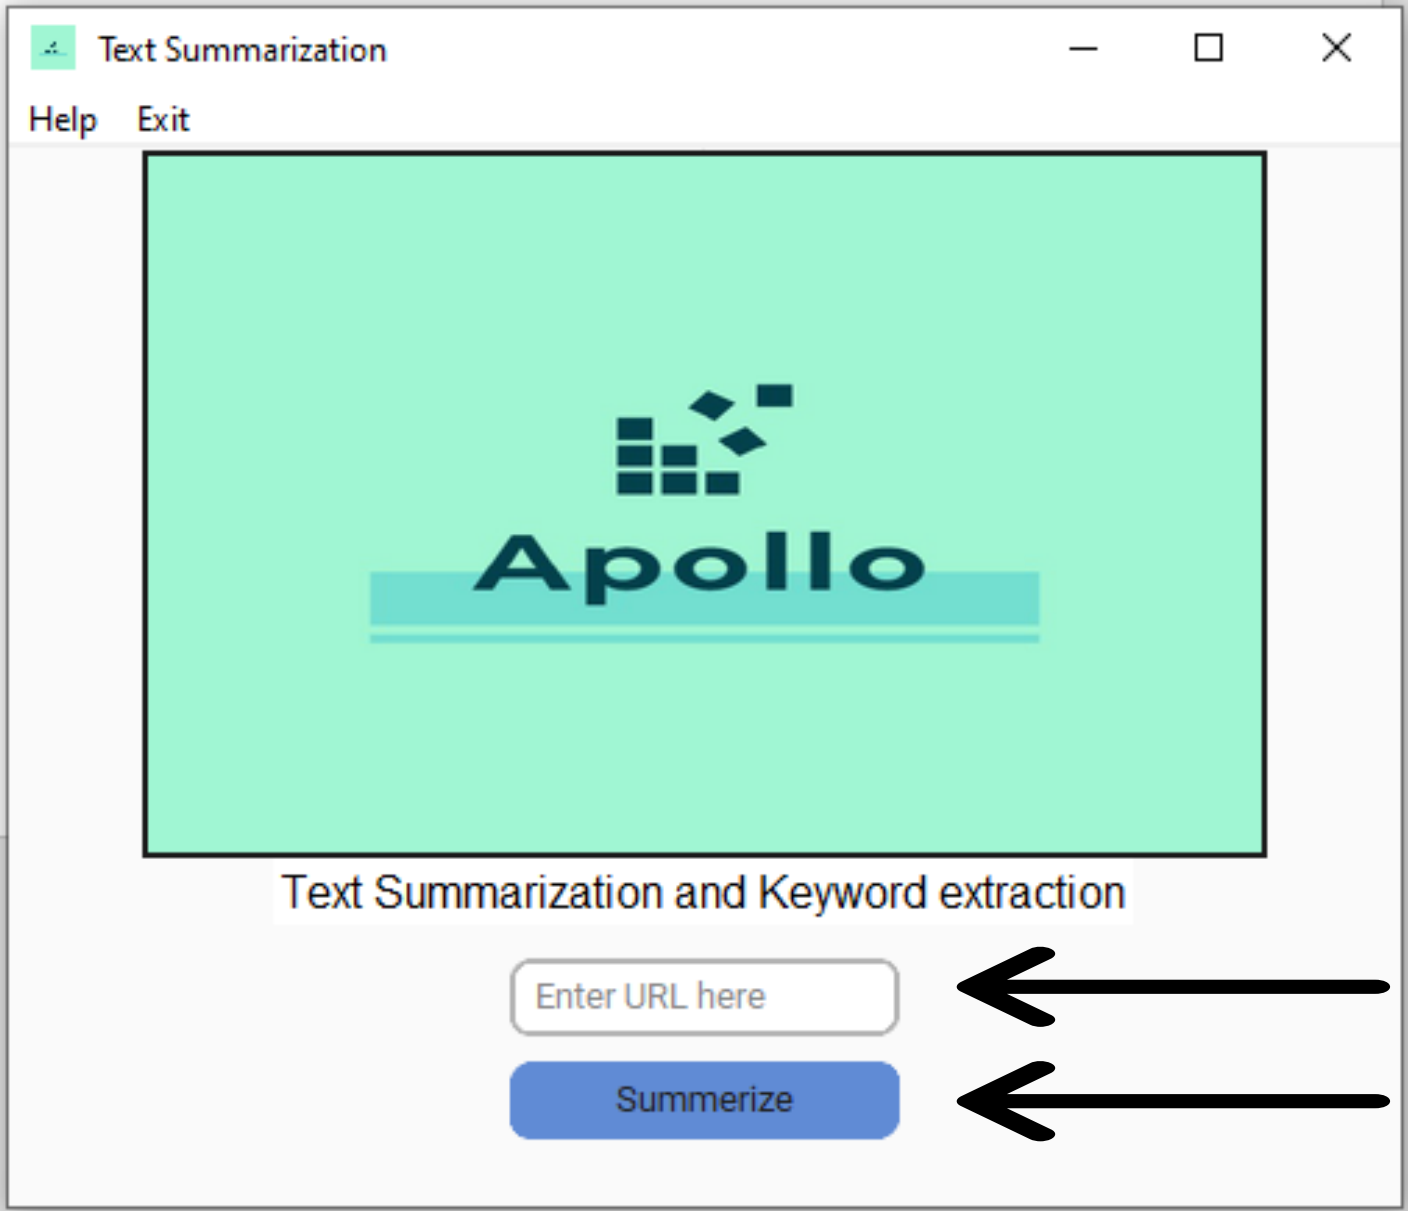 Text Summarization
Help Exit
Apollo
Text Summarization and Keyword extraction
Enter URL here
Summerize